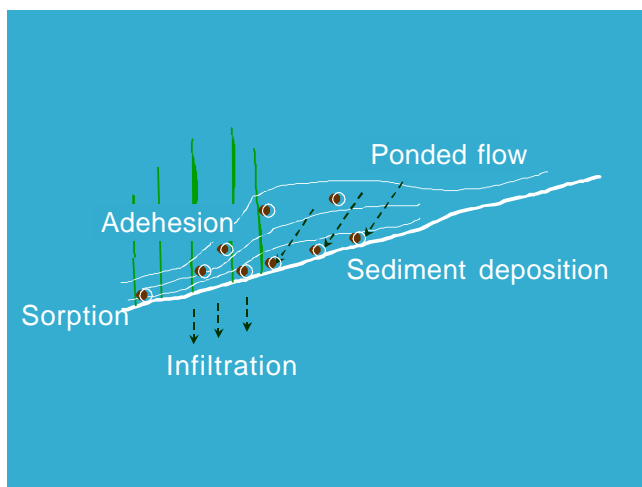 Ponded flow
Adehesion
Sediment deposition
Sorption
Infiltration